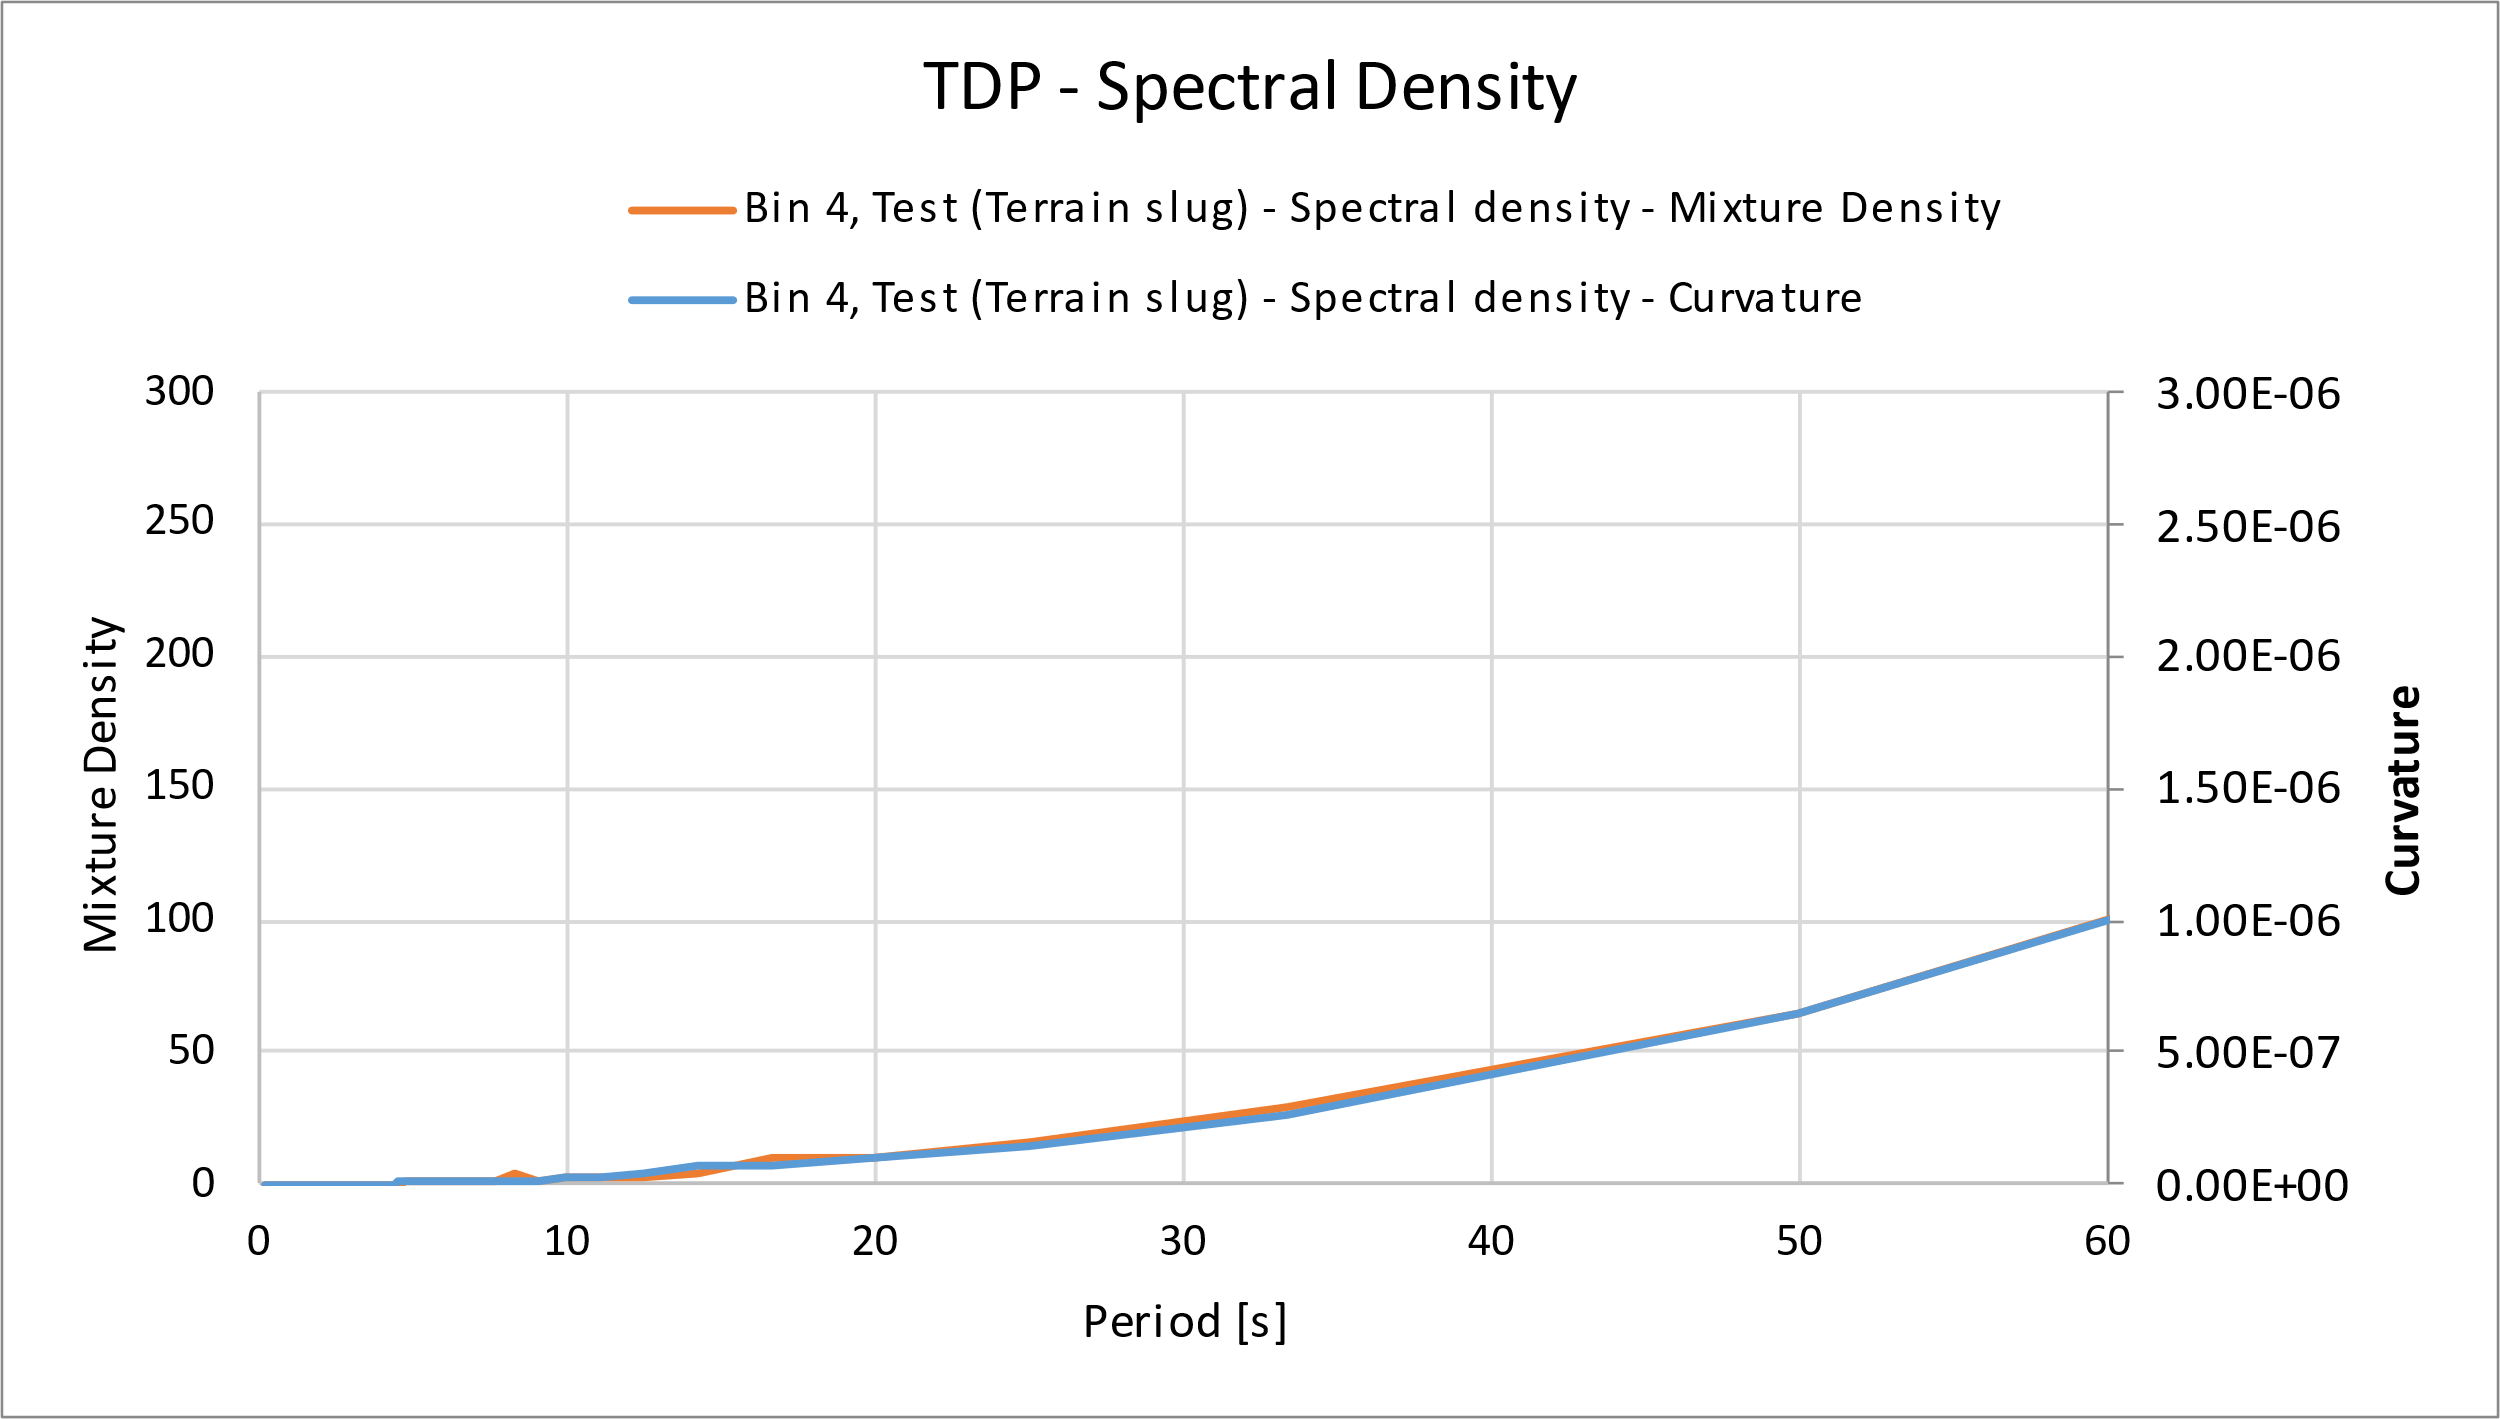 TDP - Spectral Density
Bin 4, Test (Terrain slug) - Spectral density - Mixture Density
Bin 4, Test (Terrain slug) - Spectral density - Curvature
300
250
200
150
100
50
0
Mixture Density
3.00E-06
2.50E-06
2.00E-06
1.50E-06
1.00E-06
5.00E-07
0.00E+00
Curvature
0 10 20 30 40 50 60
Period [s]